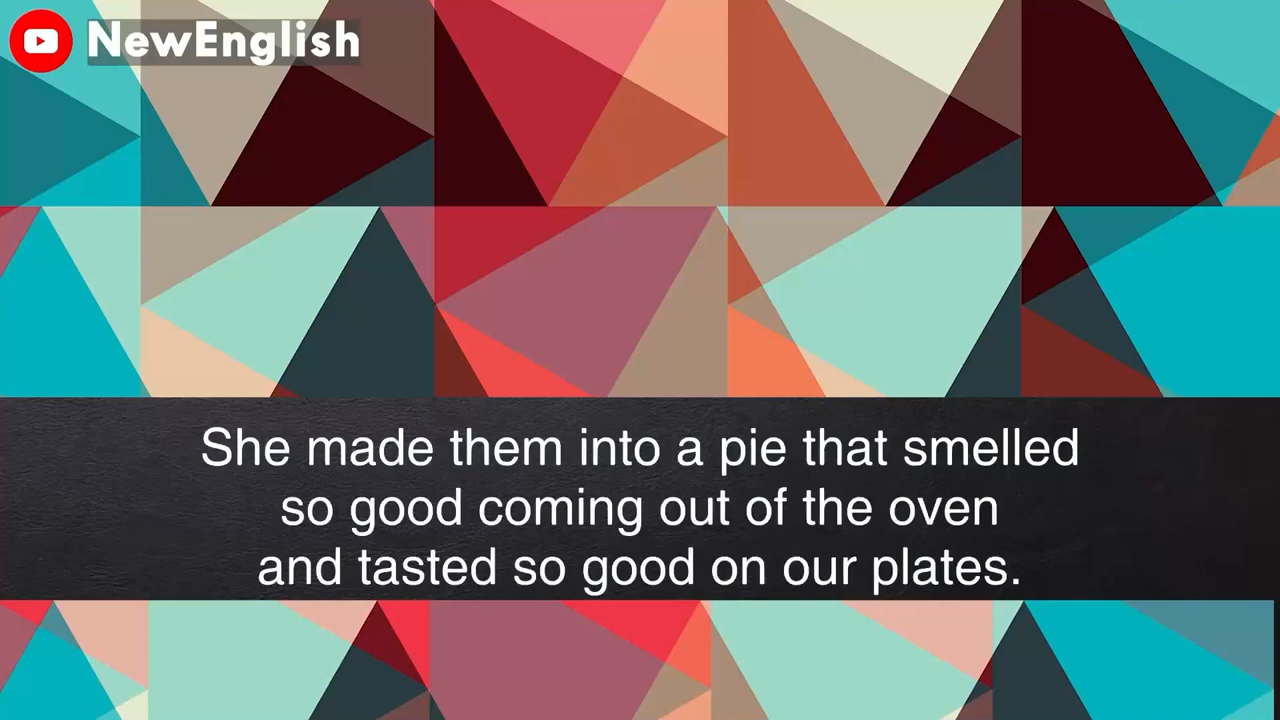 NewEnglish
She made them into a pie that smelled
so good coming out of the oven
and tasted so good on our plates.